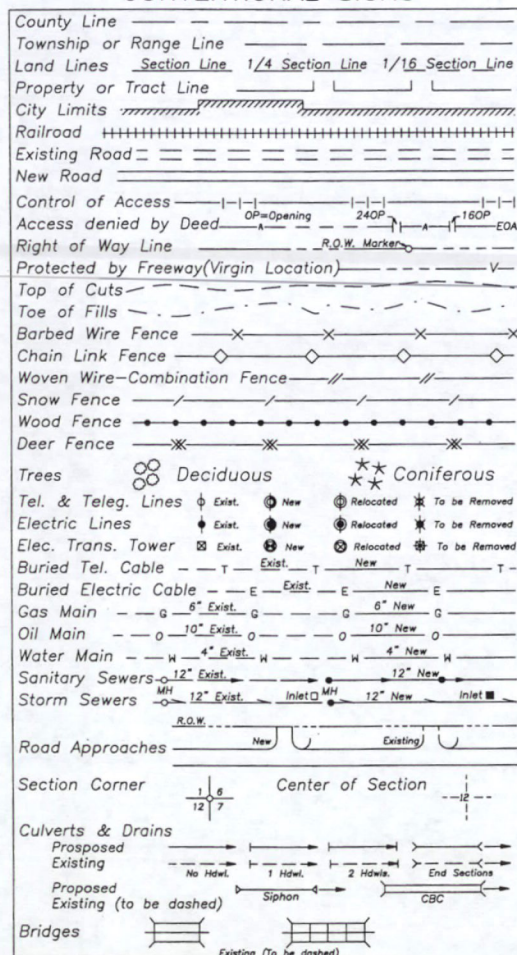 County Line
Township or Range Line
Land Lines Section Line 1/4 Section Line 1/16 Section Line
Property or Tract Line
City Limits
Railroad
Existing Road
New Road
Control of Access
Access denied by Deed OP=Opening 24OP 16OP A A EOA
Right of Way Line R.O.W. Marker
Protected by Freeway(Virgin Location) V
Top of Cuts
Toe of Fills
Barbed Wire Fence
Chain Link Fence
Woven Wire-Combination Fence
Snow Fence
Wood Fence
Deer Fence
Trees Deciduous Coniferous
Tel. & Teleg. Lines Exist. New Relocated To be Removed
Electric Lines Exist. New Relocated To be Removed
Elec. Trans. Tower Exist. New Relocated To be Removed
Buried Tel. Cable T Exist. T New T T
Buried Electric Cable E Exist. E New E
Gas Main G 6" Exist. G G 6" New G
Oil Main O 10" Exist. O O 10" New O
Water Main W 4" Exist. W W 4" New W
Sanitary Sewers 12" Exist. 12" New
Storm Sewers MH 12" Exist. Inlet MH 12" New Inlet
R.O.W.
Road Approaches New Existing
Section Corner 1 6 12 7 Center of Section 12
Culverts & Drains
Prosposed
Existing No Hdwl. 1 Hdwl. 2 Hdwls. End Sections
Proposed
Existing (to be dashed) Siphon CBC
Bridges
Existing (To be dashed)